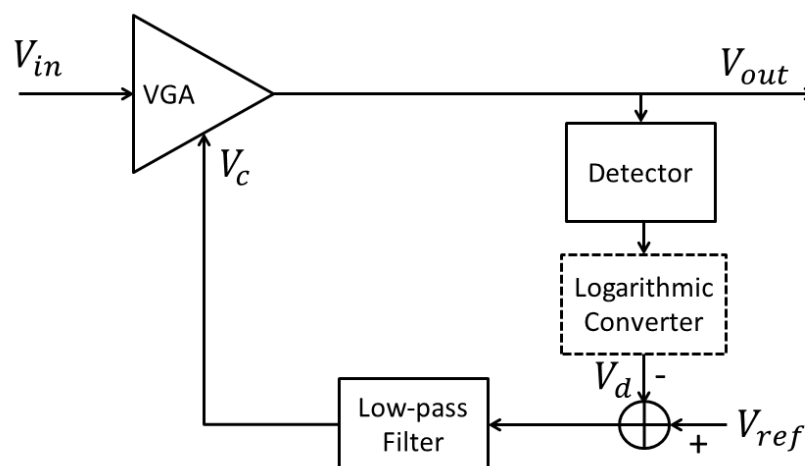 V_in
VGA
V_out
V_c
Detector
Logarithmic
Converter
V_d -
Low-pass
Filter
+
V_ref